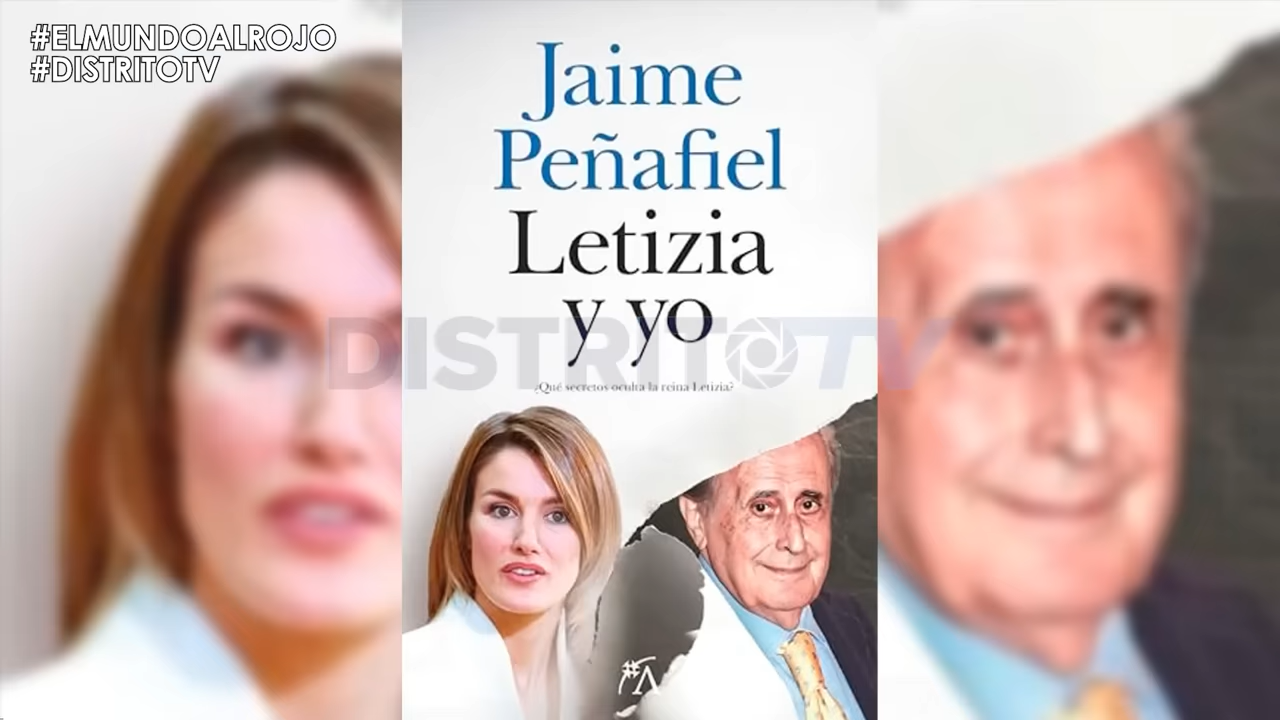 #ELMUNDOALROJO
#DISTRITOTV
Jaime
Peñafiel
Letizia
y yo
DISTRITOTV
¿Qué secretos oculta la reina Letizia?